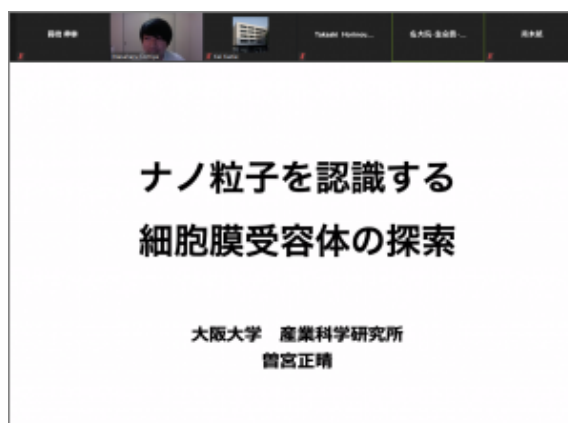 ナノ粒子を認識する
細胞膜受容体の探索
大阪大学　産業科学研究所
曽宮正晴